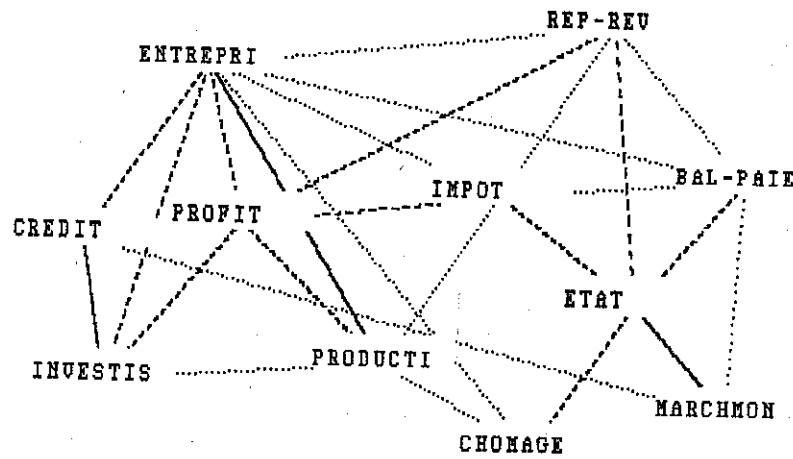 REP-REV
ENTREPRI
BAL-PAIE
IMPOT
PROFIT
CREDIT
ETAT
PRODUCTI
INVESTIS
MARCHMON
CHOMAGE